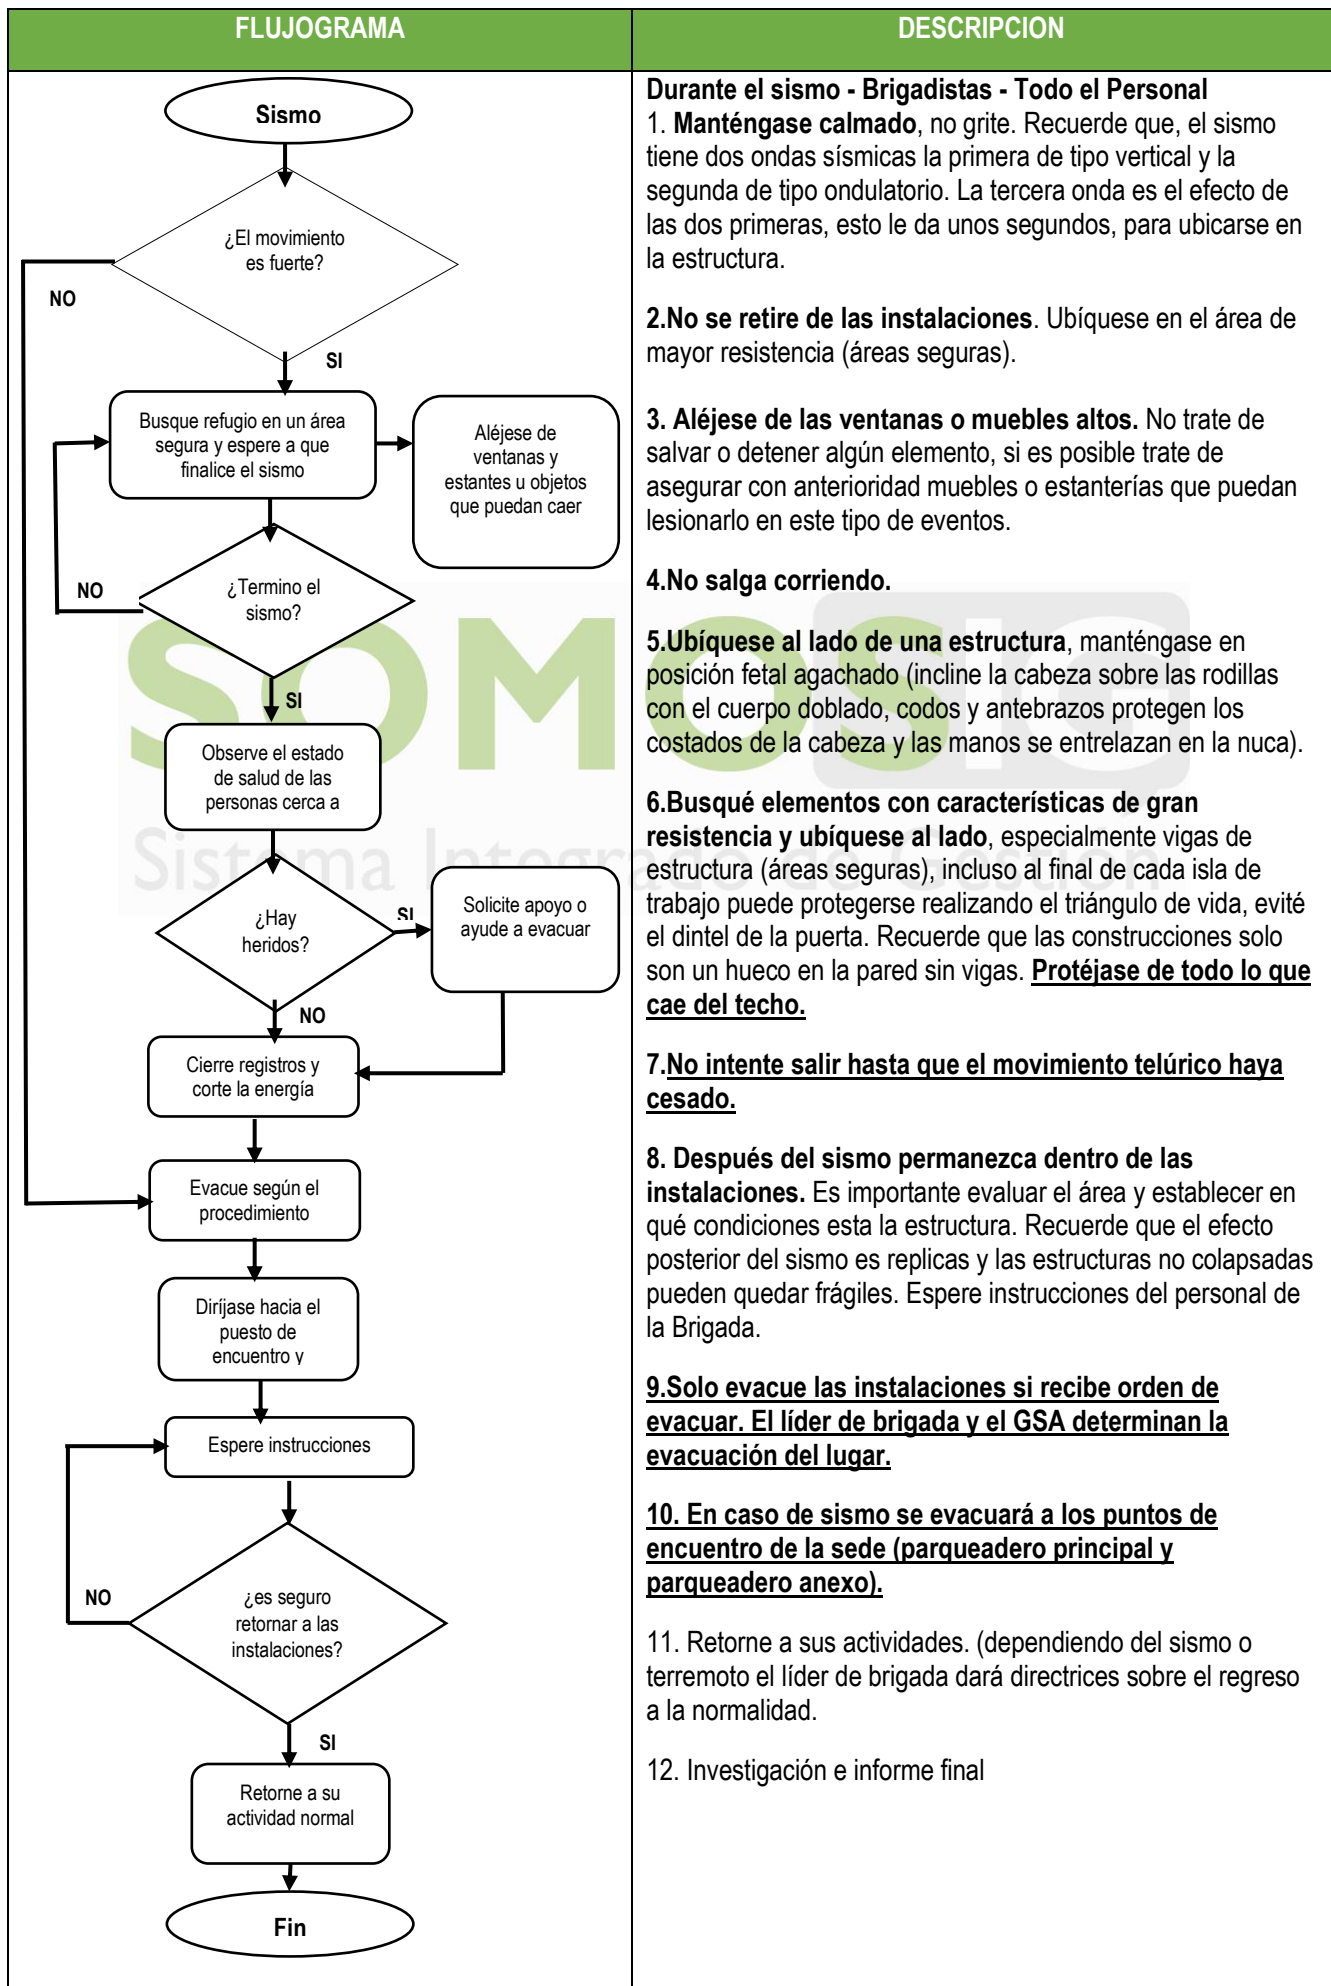 FLUJOGRAMA
DESCRIPCION
Sismo
¿El movimiento
es fuerte?
NO
SI
Busque refugio en un área
segura y espere a que
finalice el sismo
Aléjese de
ventanas y
estantes u objetos
que puedan caer
¿Termino el
sismo?
NO
SI
Observe el estado
de salud de las
personas cerca a
¿Hay
heridos?
SI
Solicite apoyo o
ayude a evacuar
NO
Cierre registros y
corte la energía
Evacue según el
procedimiento
Diríjase hacia el
puesto de
encuentro y
Espere instrucciones
¿es seguro
retornar a las
instalaciones?
NO
SI
Retorne a su
actividad normal
Fin
Durante el sismo - Brigadistas - Todo el Personal
1. Manténgase calmado, no grite. Recuerde que, el sismo
tiene dos ondas sísmicas la primera de tipo vertical y la
segunda de tipo ondulatorio. La tercera onda es el efecto de
las dos primeras, esto le da unos segundos, para ubicarse en
la estructura.
2.No se retire de las instalaciones. Ubíquese en el área de
mayor resistencia (áreas seguras).
3. Aléjese de las ventanas o muebles altos. No trate de
salvar o detener algún elemento, si es posible trate de
asegurar con anterioridad muebles o estanterías que puedan
lesionarlo en este tipo de eventos.
4.No salga corriendo.
5.Ubíquese al lado de una estructura, manténgase en
posición fetal agachado (incline la cabeza sobre las rodillas
con el cuerpo doblado, codos y antebrazos protegen los
costados de la cabeza y las manos se entrelazan en la nuca).
6.Busqué elementos con características de gran
resistencia y ubíquese al lado, especialmente vigas de
estructura (áreas seguras), incluso al final de cada isla de
trabajo puede protegerse realizando el triángulo de vida, evité
el dintel de la puerta. Recuerde que las construcciones solo
son un hueco en la pared sin vigas. Protéjase de todo lo que
cae del techo.
7.No intente salir hasta que el movimiento telúrico haya
cesado.
8. Después del sismo permanezca dentro de las
instalaciones. Es importante evaluar el área y establecer en
qué condiciones esta la estructura. Recuerde que el efecto
posterior del sismo es replicas y las estructuras no colapsadas
pueden quedar frágiles. Espere instrucciones del personal de
la Brigada.
9.Solo evacue las instalaciones si recibe orden de
evacuar. El líder de brigada y el GSA determinan la
evacuación del lugar.
10. En caso de sismo se evacuará a los puntos de
encuentro de la sede (parqueadero principal y
parqueadero anexo).
11. Retorne a sus actividades. (dependiendo del sismo o
terremoto el líder de brigada dará directrices sobre el regreso
a la normalidad.
12. Investigación e informe final
SOMOSIG
Sistema Integrado de Gestión